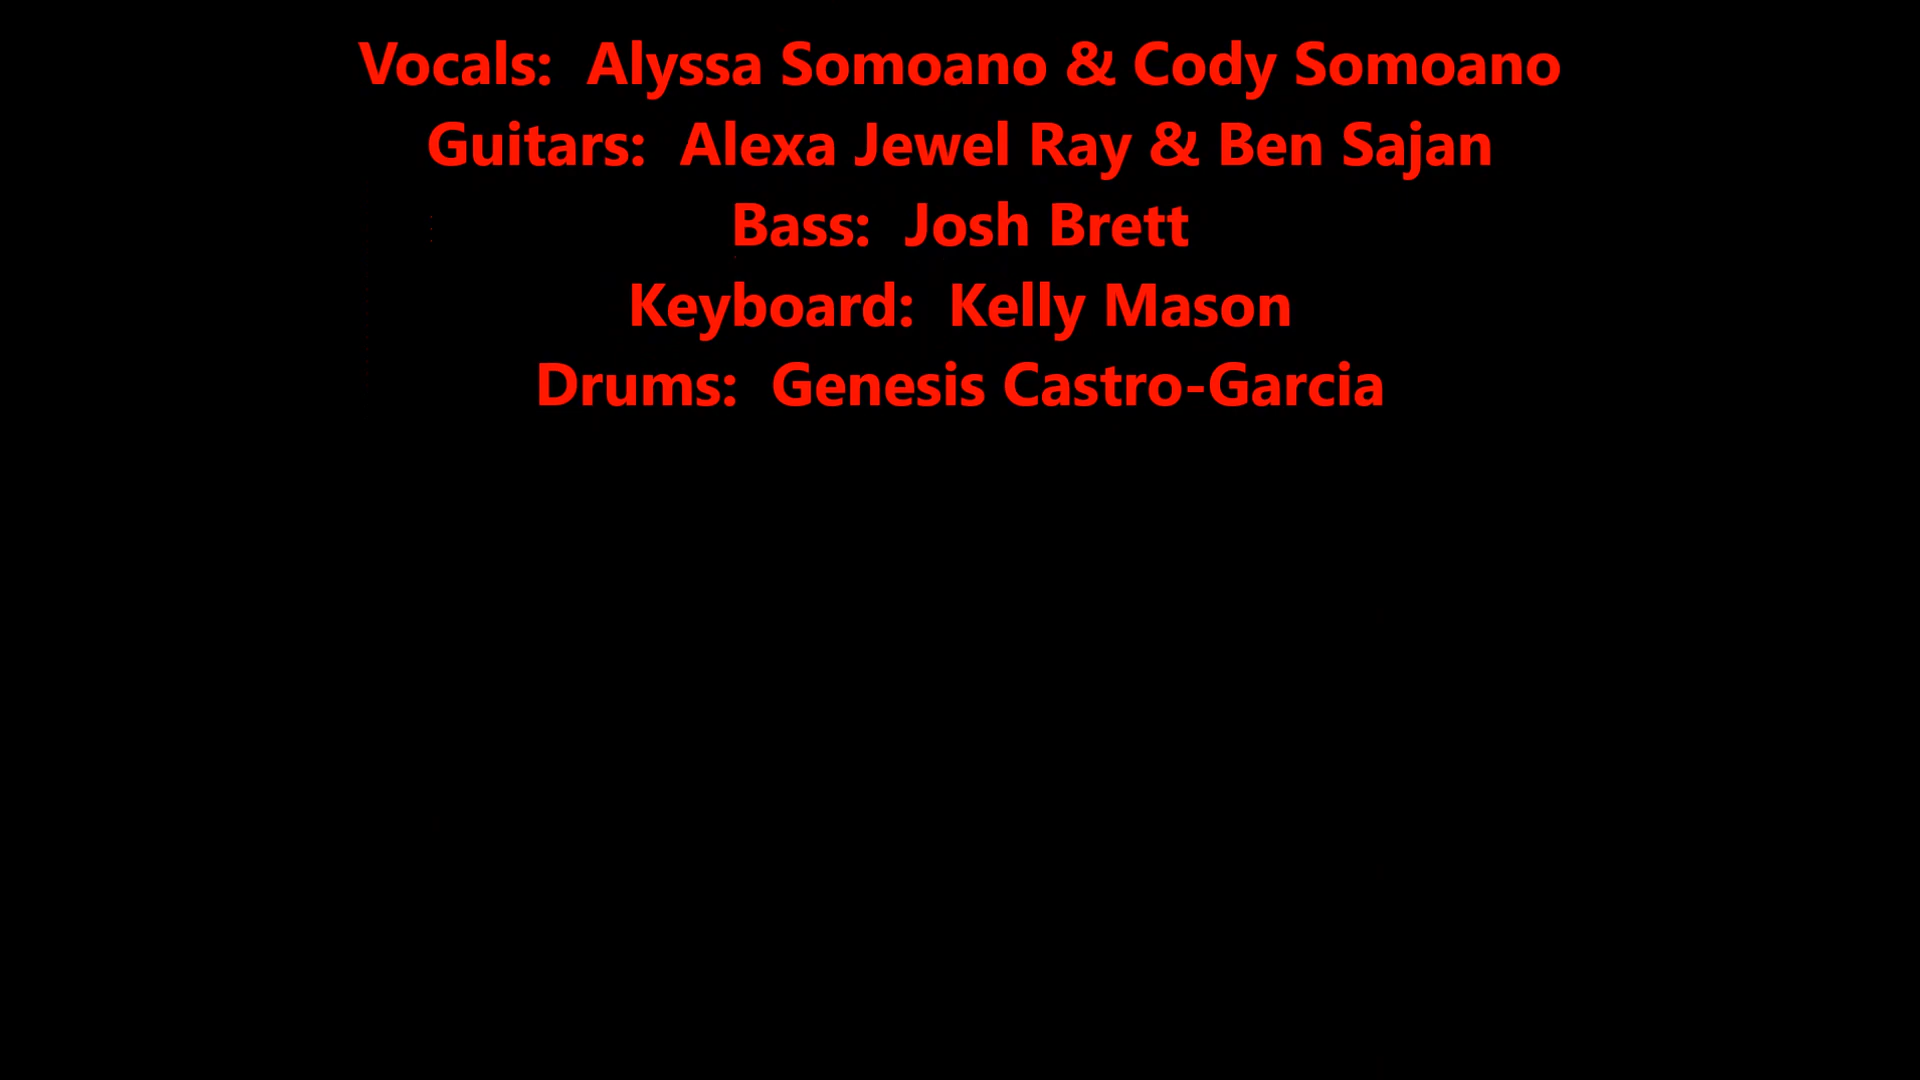 Vocals:  Alyssa Somoano & Cody Somoano
Guitars:  Alexa Jewel Ray & Ben Sajan
Bass:  Josh Brett
Keyboard:  Kelly Mason
Drums:  Genesis Castro-Garcia